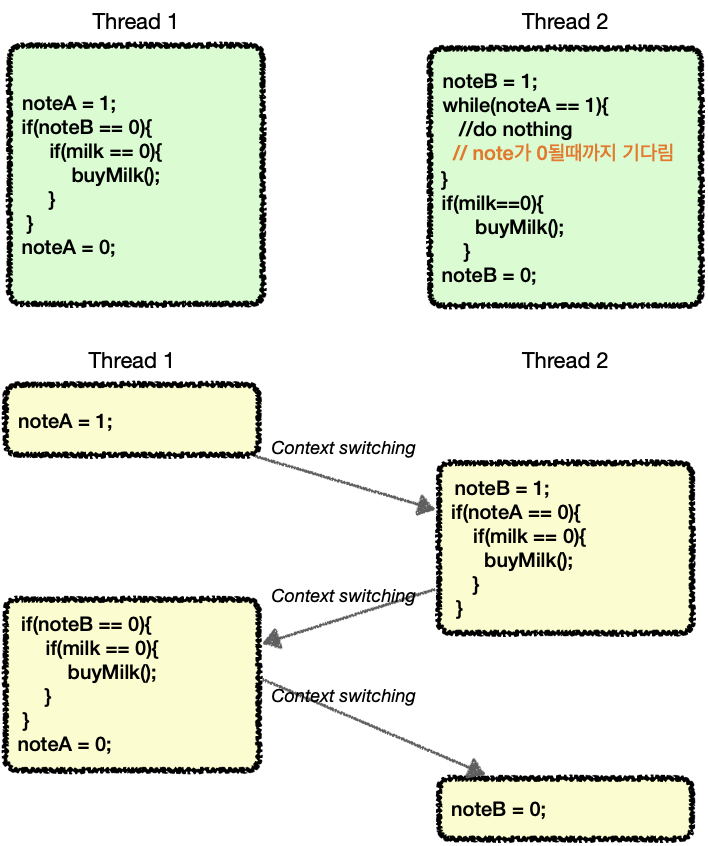 Thread 1
noteA = 1;
if(noteB == 0){
if(milk == 0){
buyMilk();
}
}
noteA = 0;
Thread 2
noteB = 1;
while(noteA == 1){
//do nothing
// note가 0될때까지 기다림
}
if(milk==0){
buyMilk();
}
noteB = 0;
Thread 1
Thread 2
noteA = 1;
Context switching
noteB = 1;
if(noteA == 0){
if(milk == 0){
buyMilk();
}
}
Context switching
if(noteB == 0){
if(milk == 0){
buyMilk();
}
}
noteA = 0;
Context switching
noteB = 0;